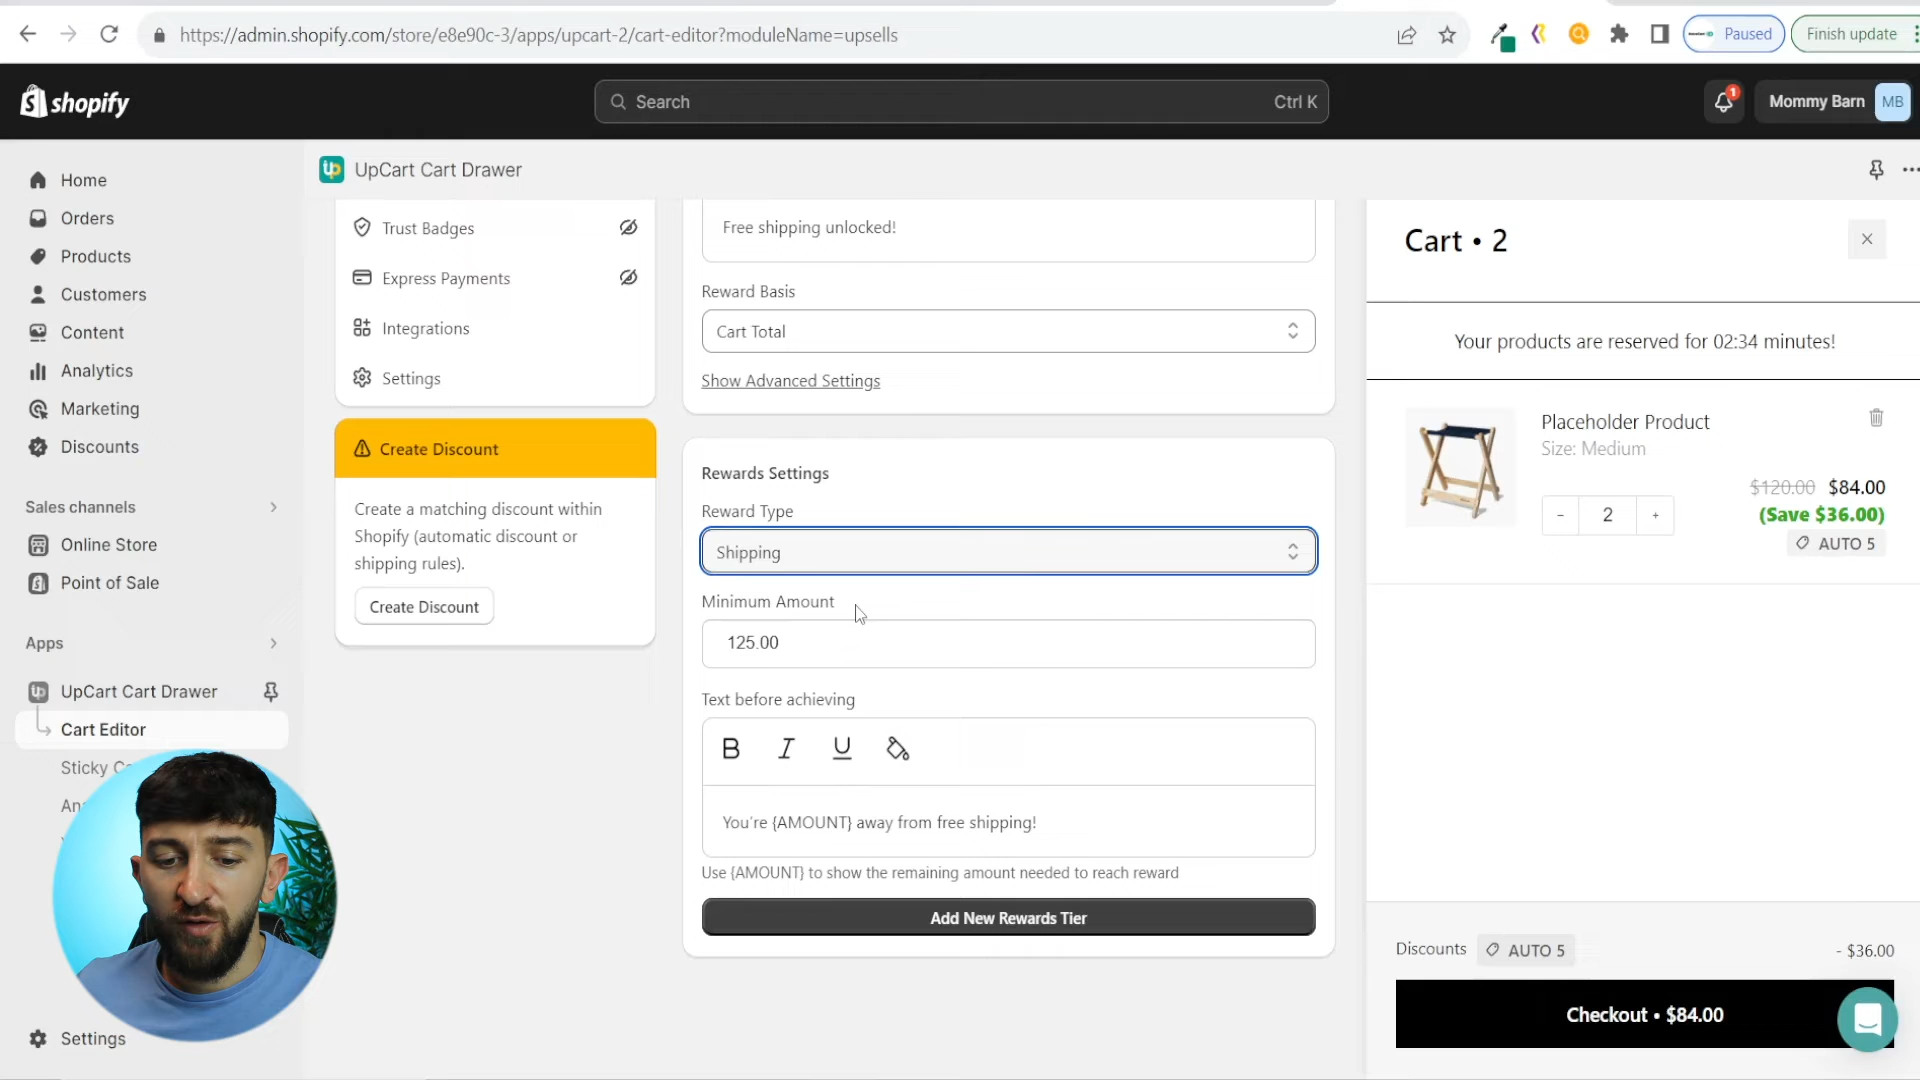 https://admin.shopify.com/store/e8e90c-3/apps/upcart-2/cart-editor?moduleName=upsells
Paused
Finish update
shopify
Search
Ctrl K
1
Mommy Barn
MB
Home
Orders
Products
Customers
Content
Analytics
Marketing
Discounts
Sales channels
Online Store
Point of Sale
Apps
UpCart Cart Drawer
Cart Editor
Sticky C
An
Settings
up
UpCart Cart Drawer
Trust Badges
Express Payments
Integrations
Settings
Create Discount
Create a matching discount within
Shopify (automatic discount or
shipping rules).
Create Discount
Free shipping unlocked!
Reward Basis
Cart Total
Show Advanced Settings
Rewards Settings
Reward Type
Shipping
Minimum Amount
125.00
Text before achieving
B I U
You're {AMOUNT} away from free shipping!
Use {AMOUNT} to show the remaining amount needed to reach reward
Add New Rewards Tier
Cart • 2
Your products are reserved for 02:34 minutes!
Placeholder Product
Size: Medium
$120.00 $84.00
(Save $36.00)
- 2 +
AUTO 5
Discounts AUTO 5 - $36.00
Checkout • $84.00